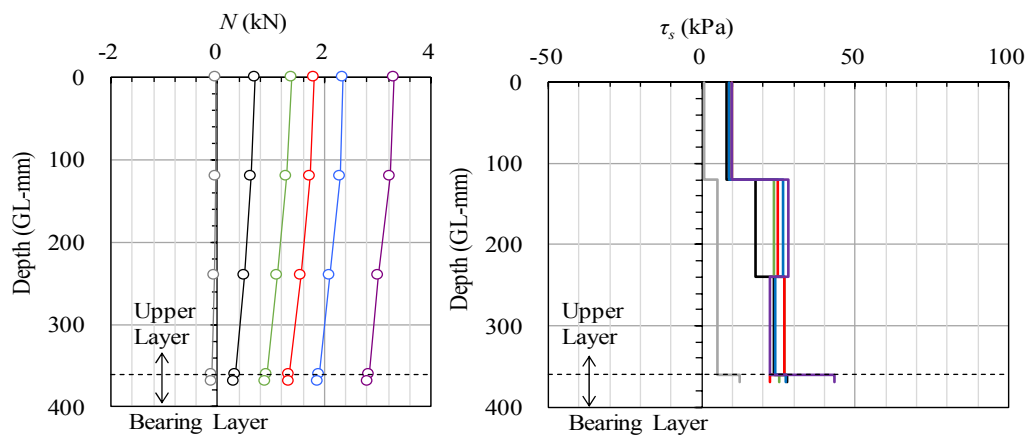 N (kN)
-2 0 2 4
0
100
200
300
400
Depth (GL-mm)
Upper
Layer
Bearing Layer
τs (kPa)
-50 0 50 100
0
100
200
300
400
Depth (GL-mm)
Upper
Layer
Bearing Layer